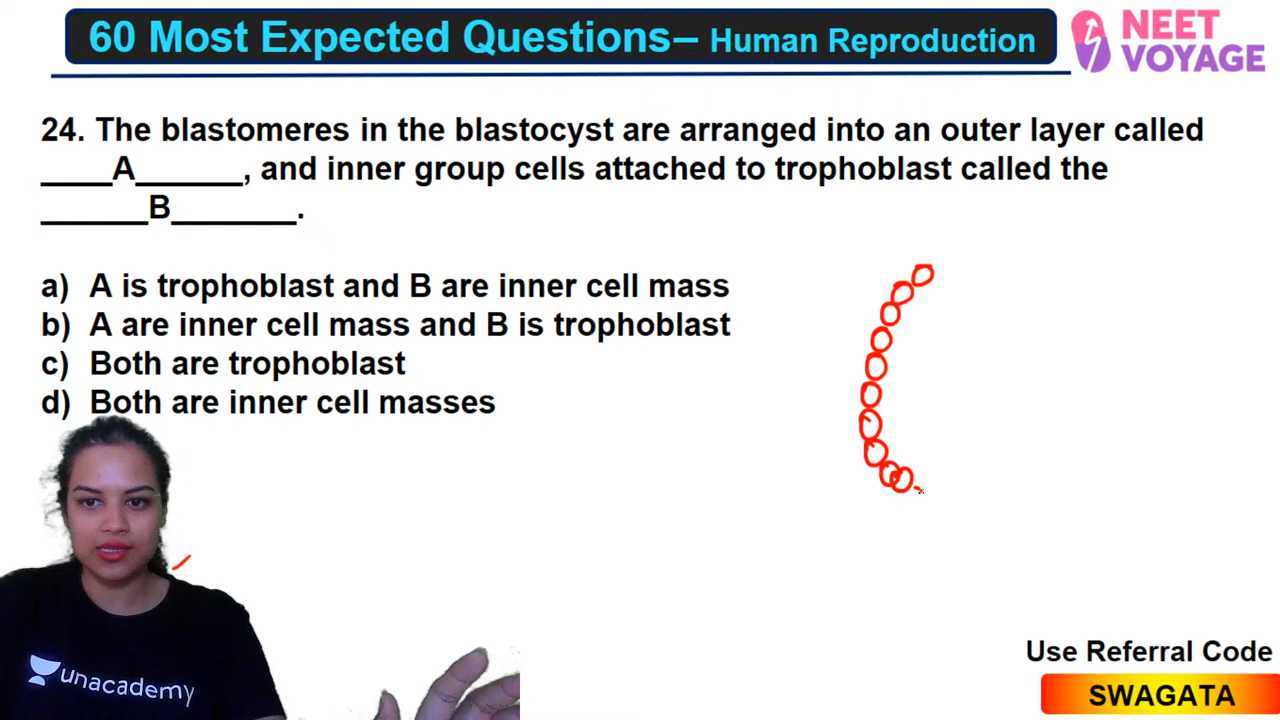 60 Most Expected Questions– Human Reproduction
NEET
VOYAGE
24. The blastomeres in the blastocyst are arranged into an outer layer called
____A______, and inner group cells attached to trophoblast called the
______B_______.
a) A is trophoblast and B are inner cell mass
b) A are inner cell mass and B is trophoblast
c) Both are trophoblast
d) Both are inner cell masses
unacademy
Use Referral Code
SWAGATA